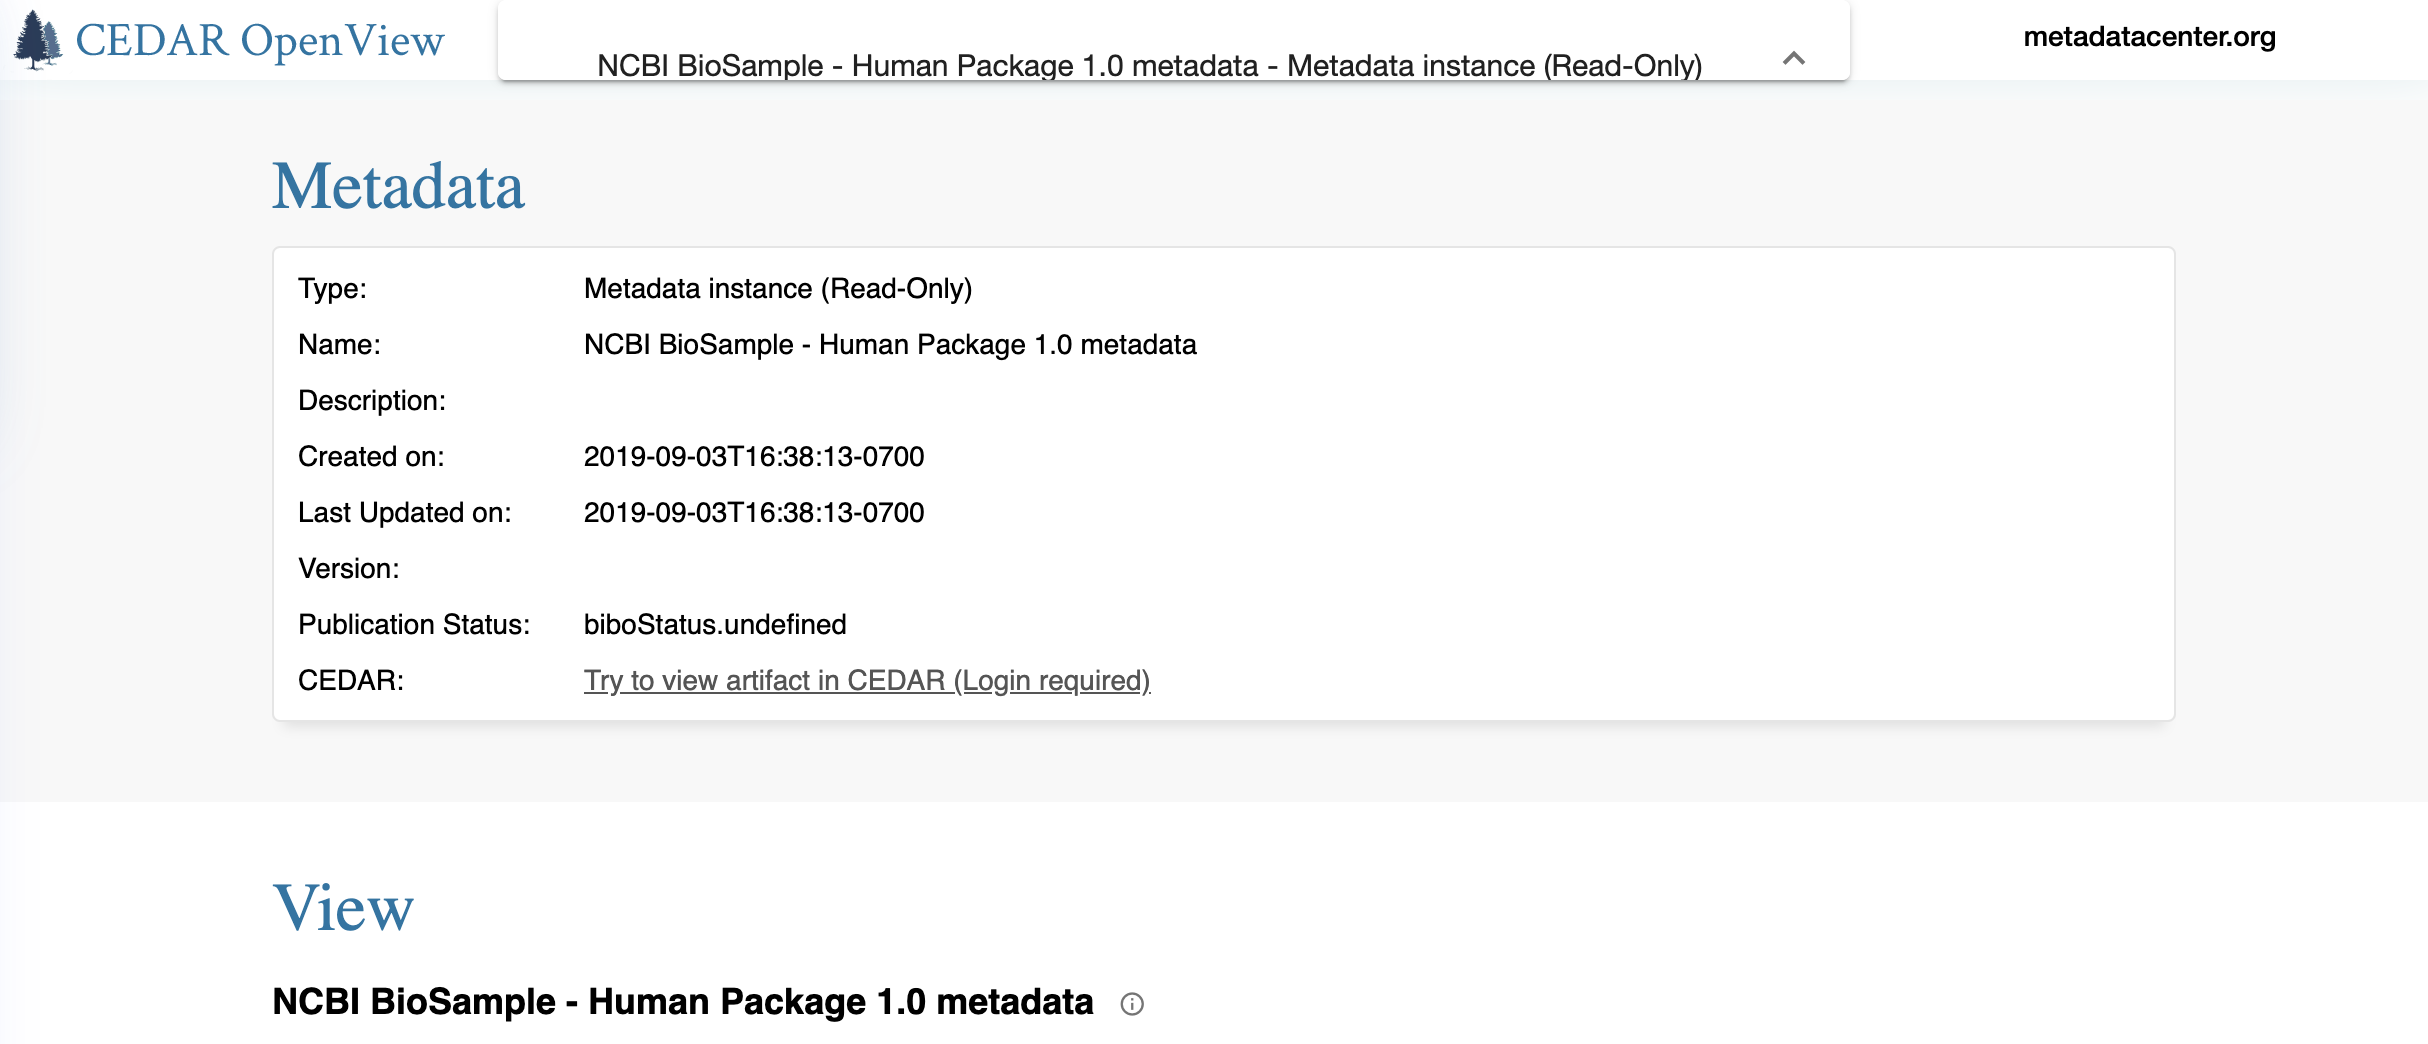 CEDAR OpenView
NCBI BioSample - Human Package 1.0 metadata - Metadata instance (Read-Only)
metadatacenter.org
Metadata
Type: Metadata instance (Read-Only)
Name: NCBI BioSample - Human Package 1.0 metadata
Description:
Created on: 2019-09-03T16:38:13-0700
Last Updated on: 2019-09-03T16:38:13-0700
Version:
Publication Status: biboStatus.undefined
CEDAR: Try to view artifact in CEDAR (Login required)
View
NCBI BioSample - Human Package 1.0 metadata